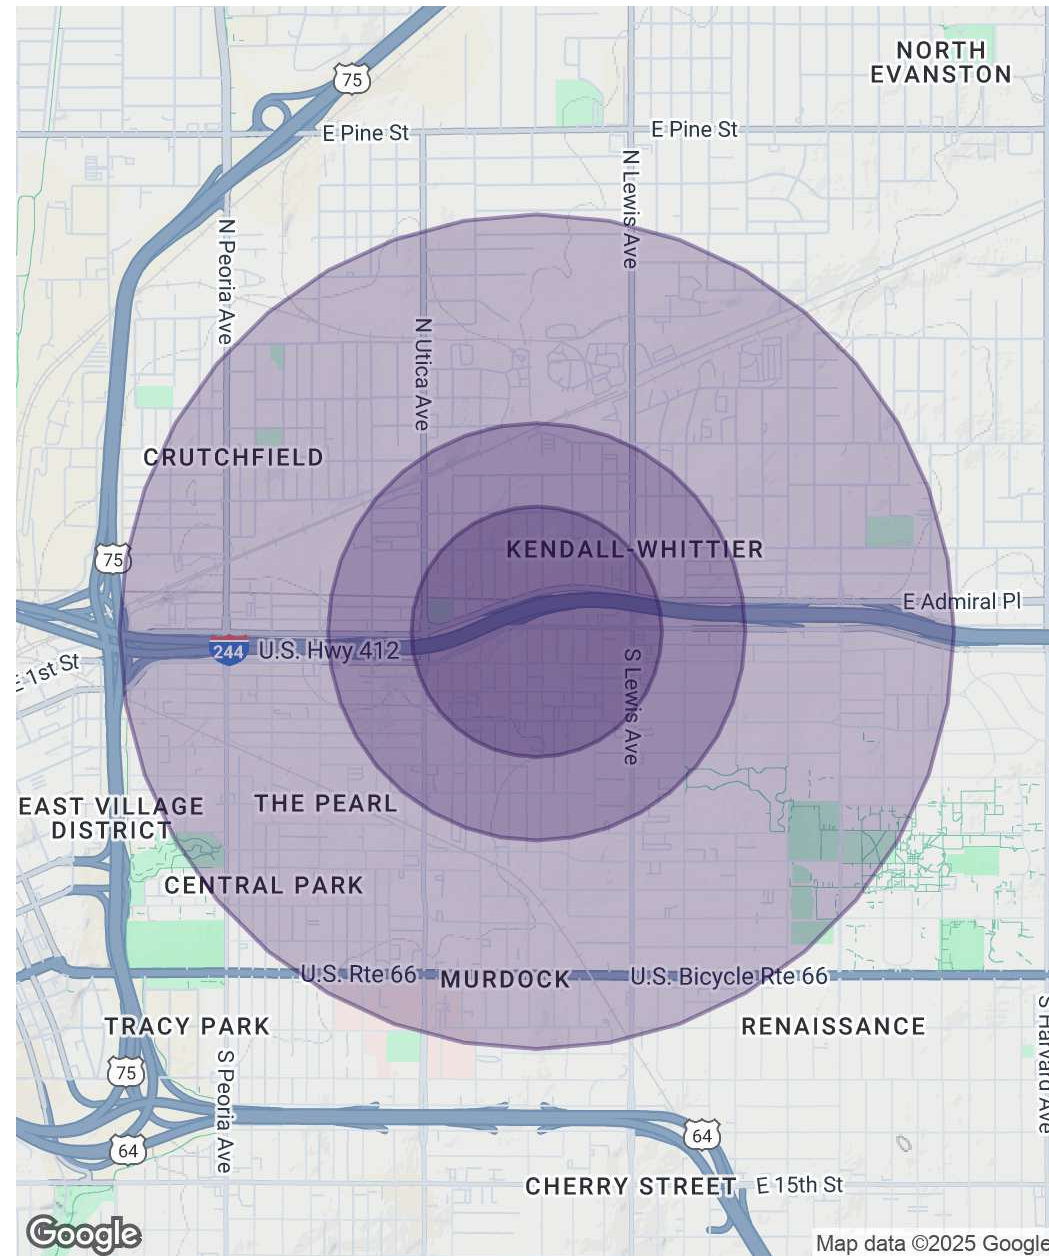 NORTH
EVANSTON
75
E Pine St
E Pine St
N Lewis Ave
N Peoria Ave
N Utica Ave
CRUTCHFIELD
KENDALL-WHITTIER
75
E Admiral Pl
244
U.S. Hwy 412
E 1st St
S Lewis Ave
EAST VILLAGE
DISTRICT
THE PEARL
CENTRAL PARK
U.S. Rte 66
MURDOCK
U.S. Bicycle Rte 66
TRACY PARK
RENAISSANCE
S Harvard Ave
75
S Peoria Ave
64
64
CHERRY STREET
E 15th St
Google
Map data ©2025 Google